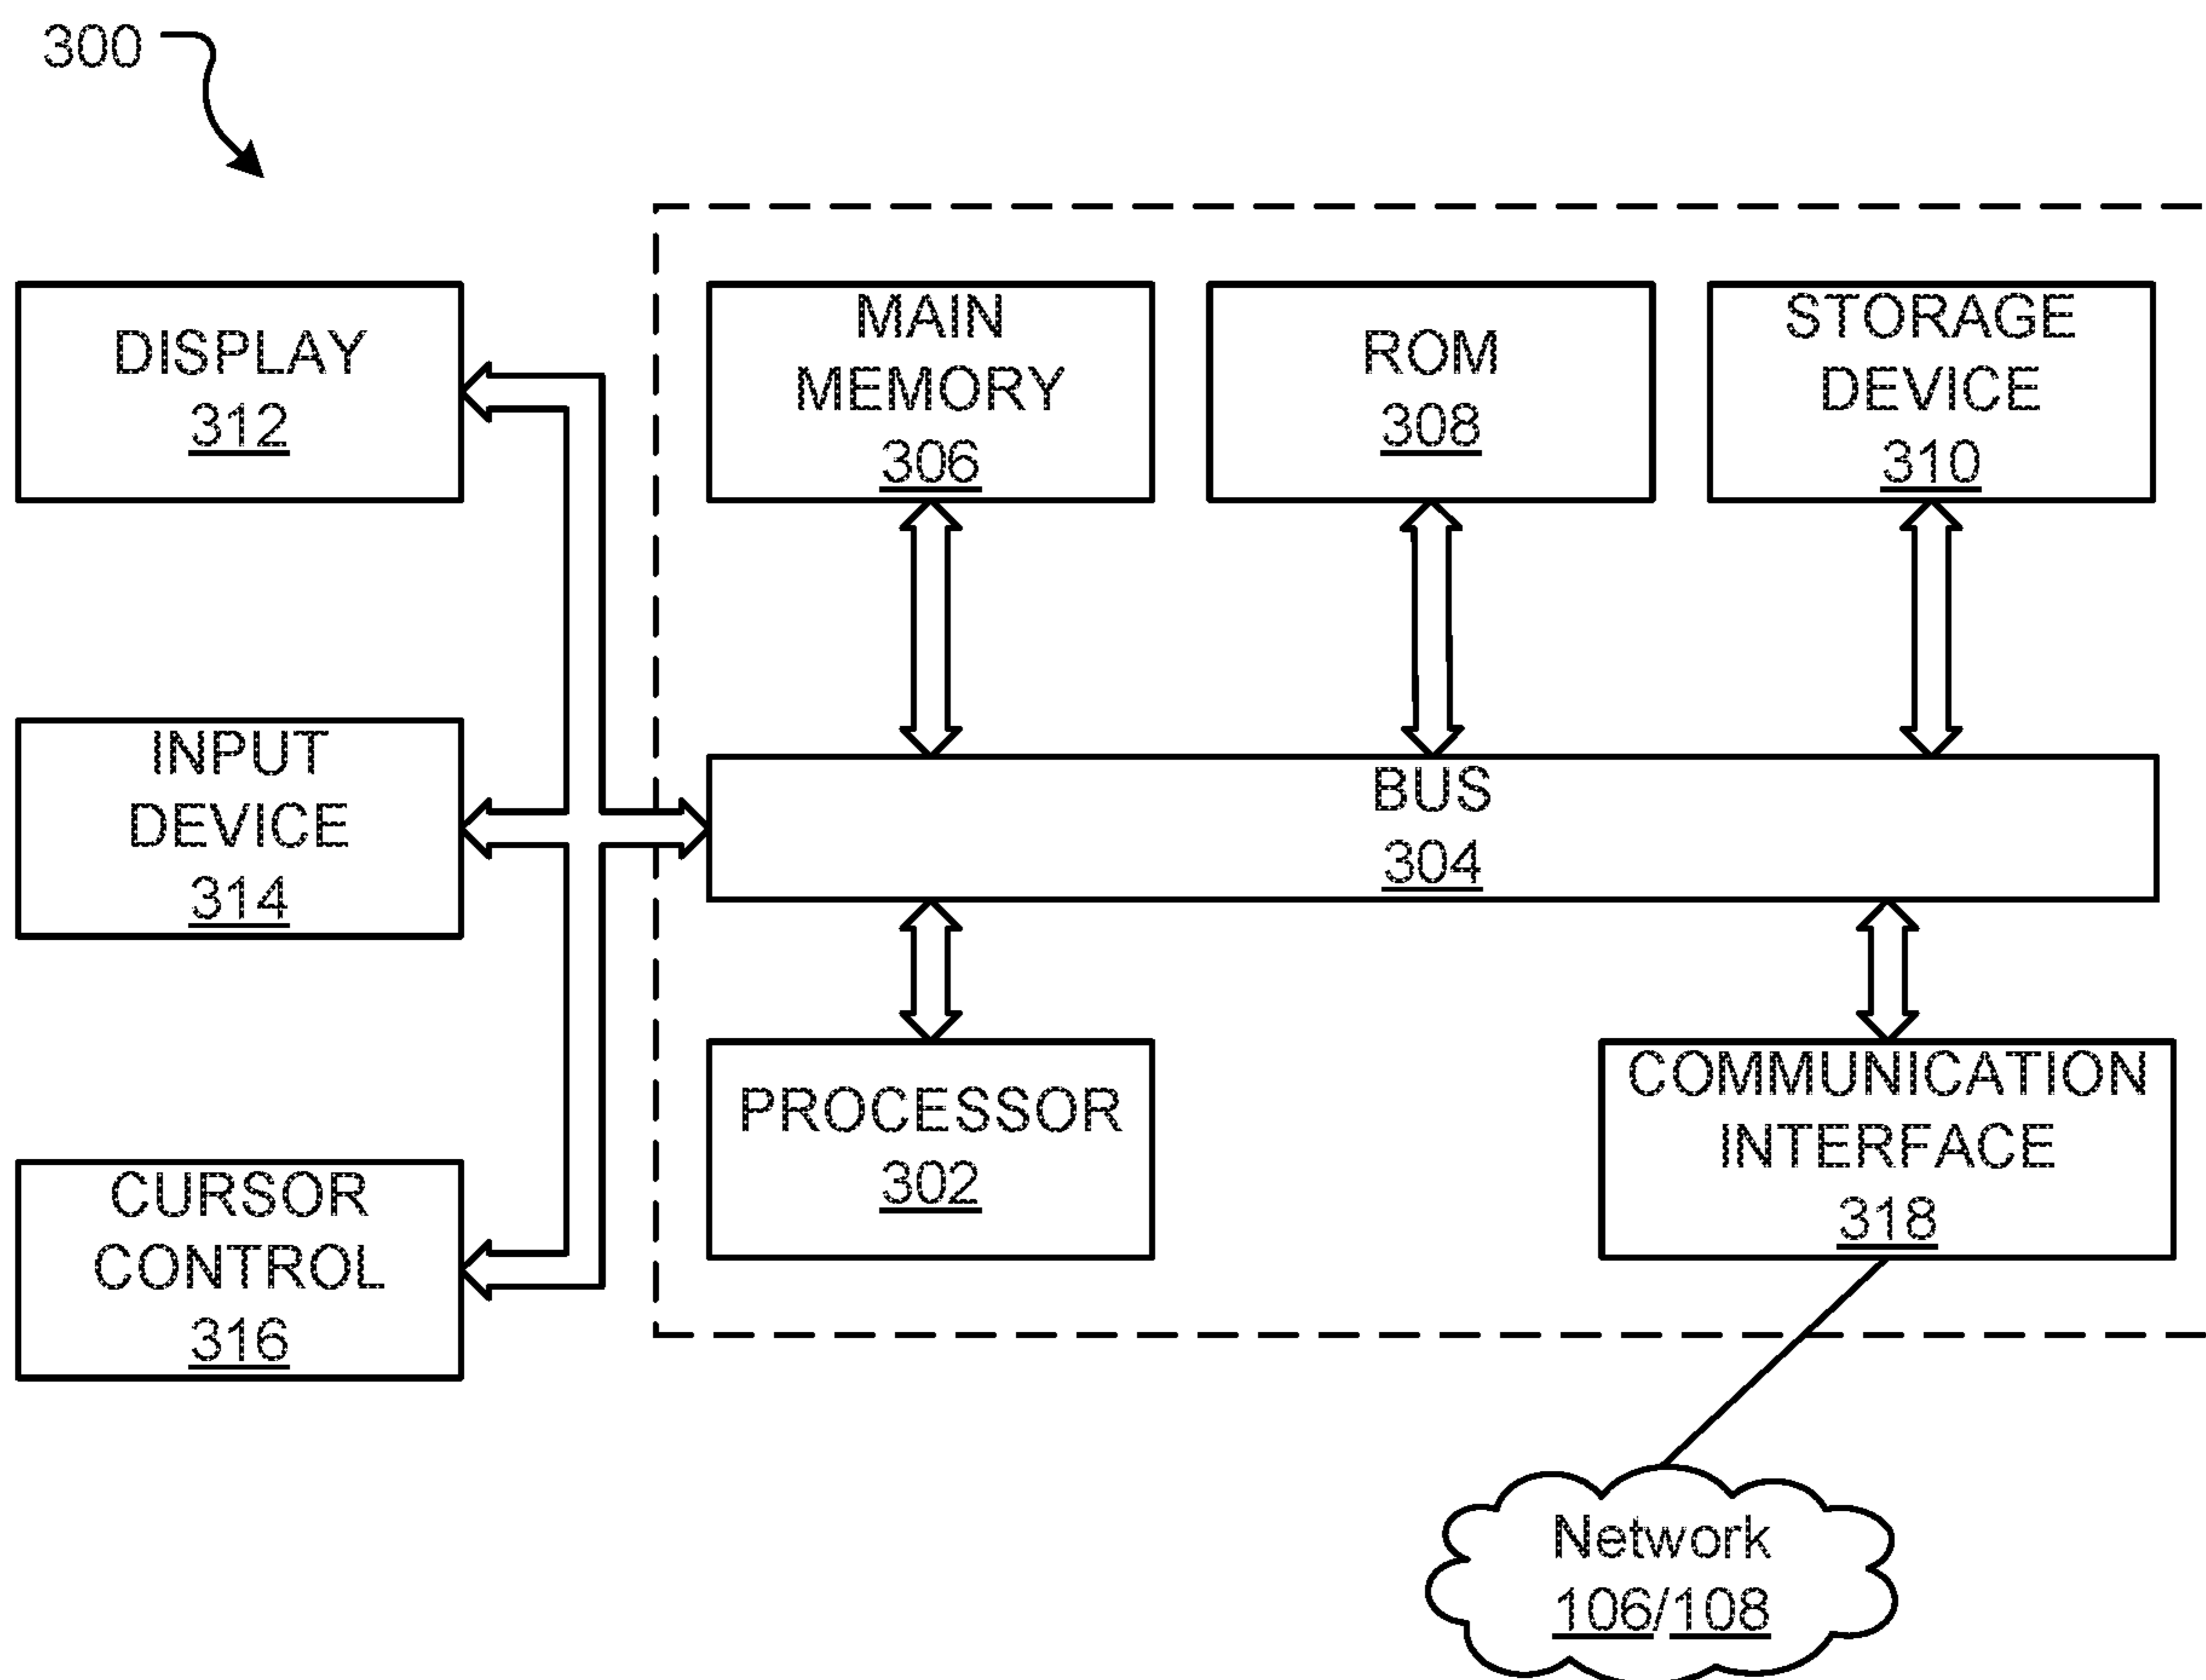 300
DISPLAY
312
MAIN
MEMORY
306
ROM
308
STORAGE
DEVICE
310
INPUT
DEVICE
314
BUS
304
CURSOR
CONTROL
316
PROCESSOR
302
COMMUNICATION
INTERFACE
318
Network
106/108